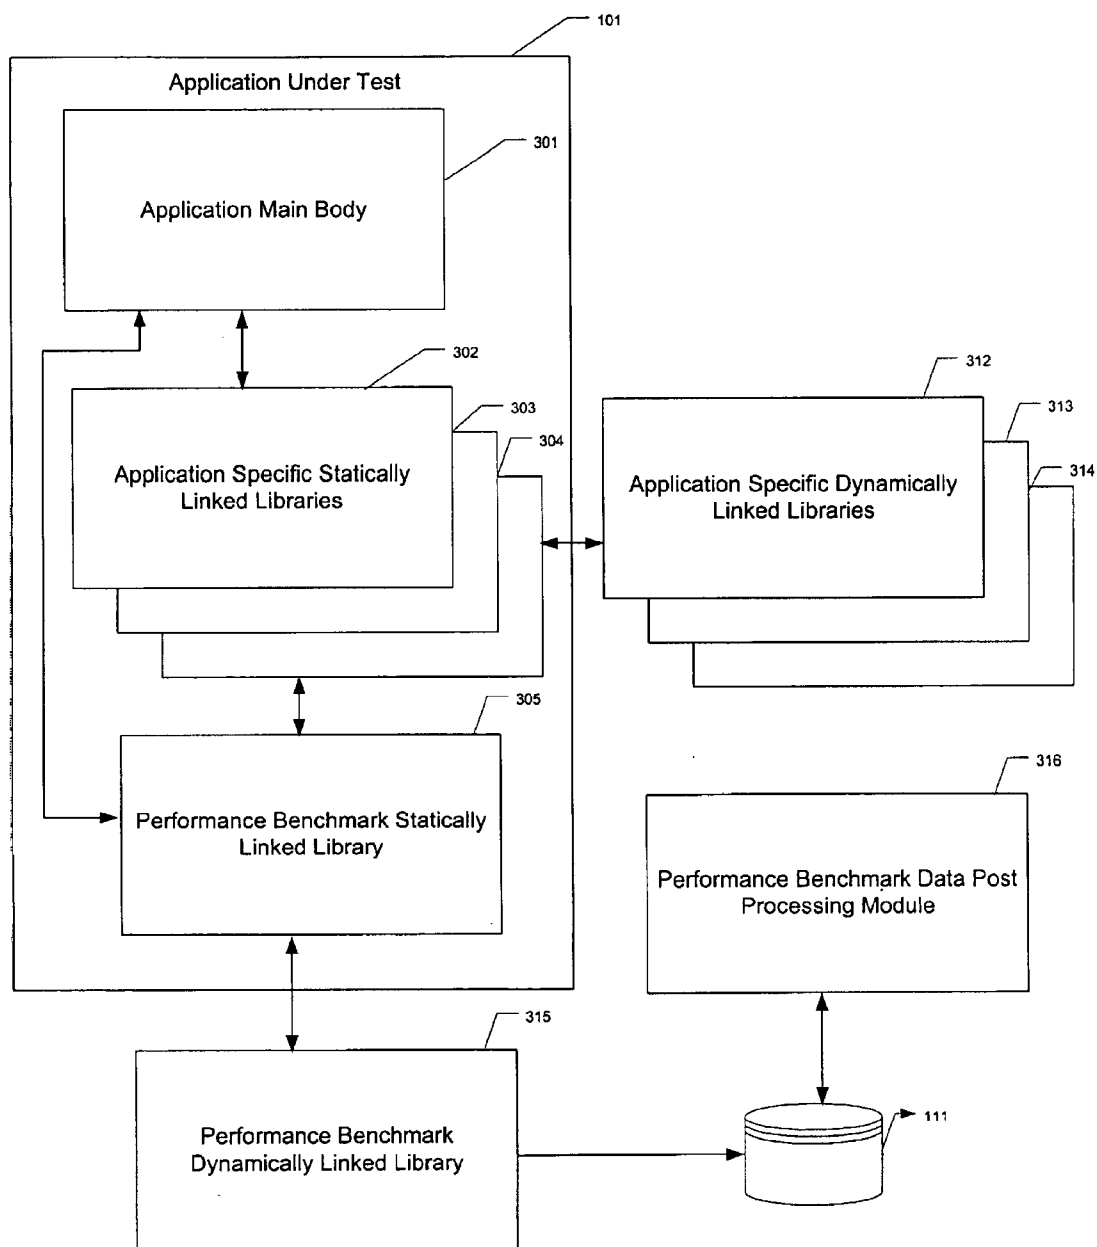 101
Application Under Test
301
Application Main Body
302
303
304
Application Specific Statically
Linked Libraries
312
313
314
Application Specific Dynamically
Linked Libraries
305
Performance Benchmark Statically
Linked Library
316
Performance Benchmark Data Post
Processing Module
315
Performance Benchmark
Dynamically Linked Library
111